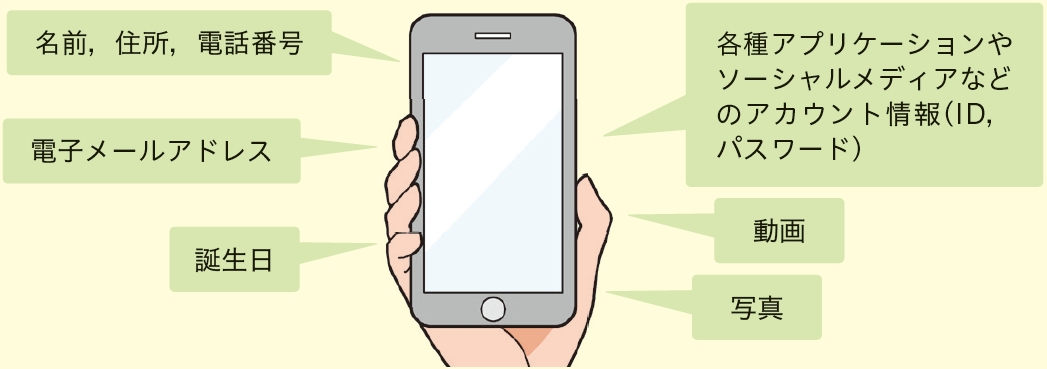 名前，住所，電話番号
電子メールアドレス
誕生日
各種アプリケーションや
ソーシャルメディアなど
のアカウント情報(ID，
パスワード)
動画
写真